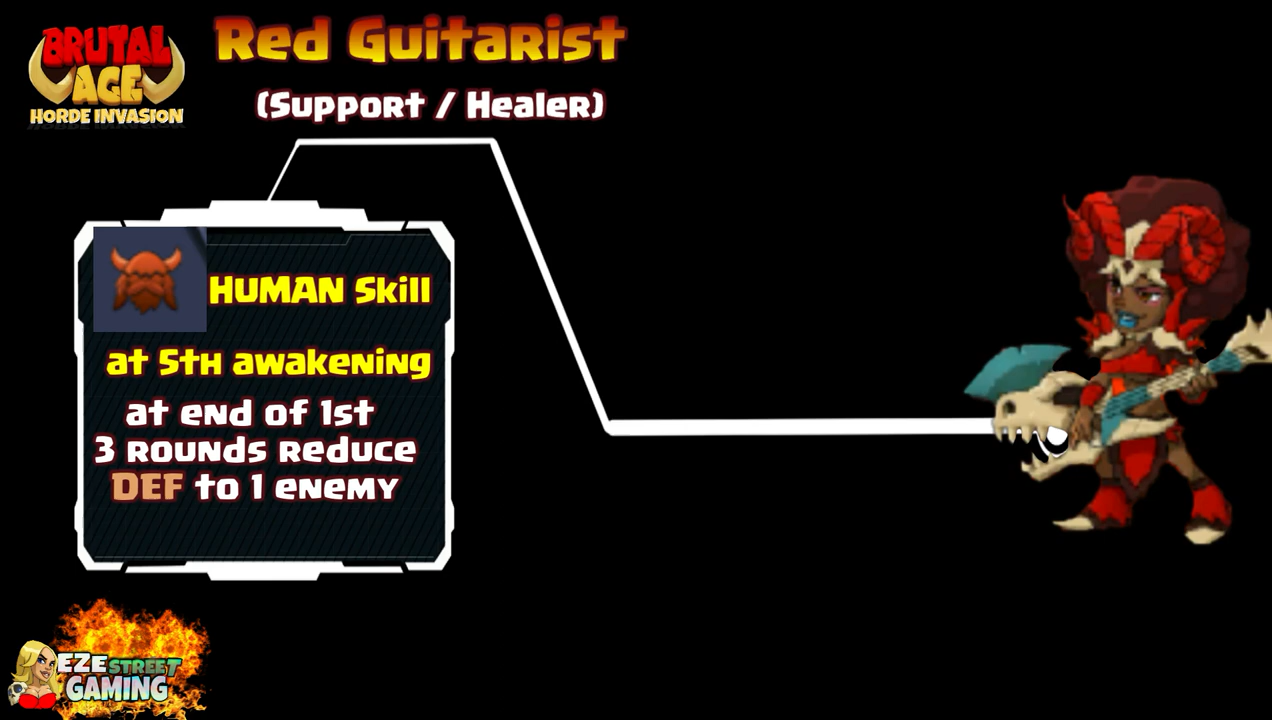 BRUTAL
AGE
HORDE INVASION
Red Guitarist
(Support / Healer)
HUMAN Skill
at 5th awakening
at end of 1st
3 rounds reduce
DEF to 1 enemy
EZE STREET
GAMING